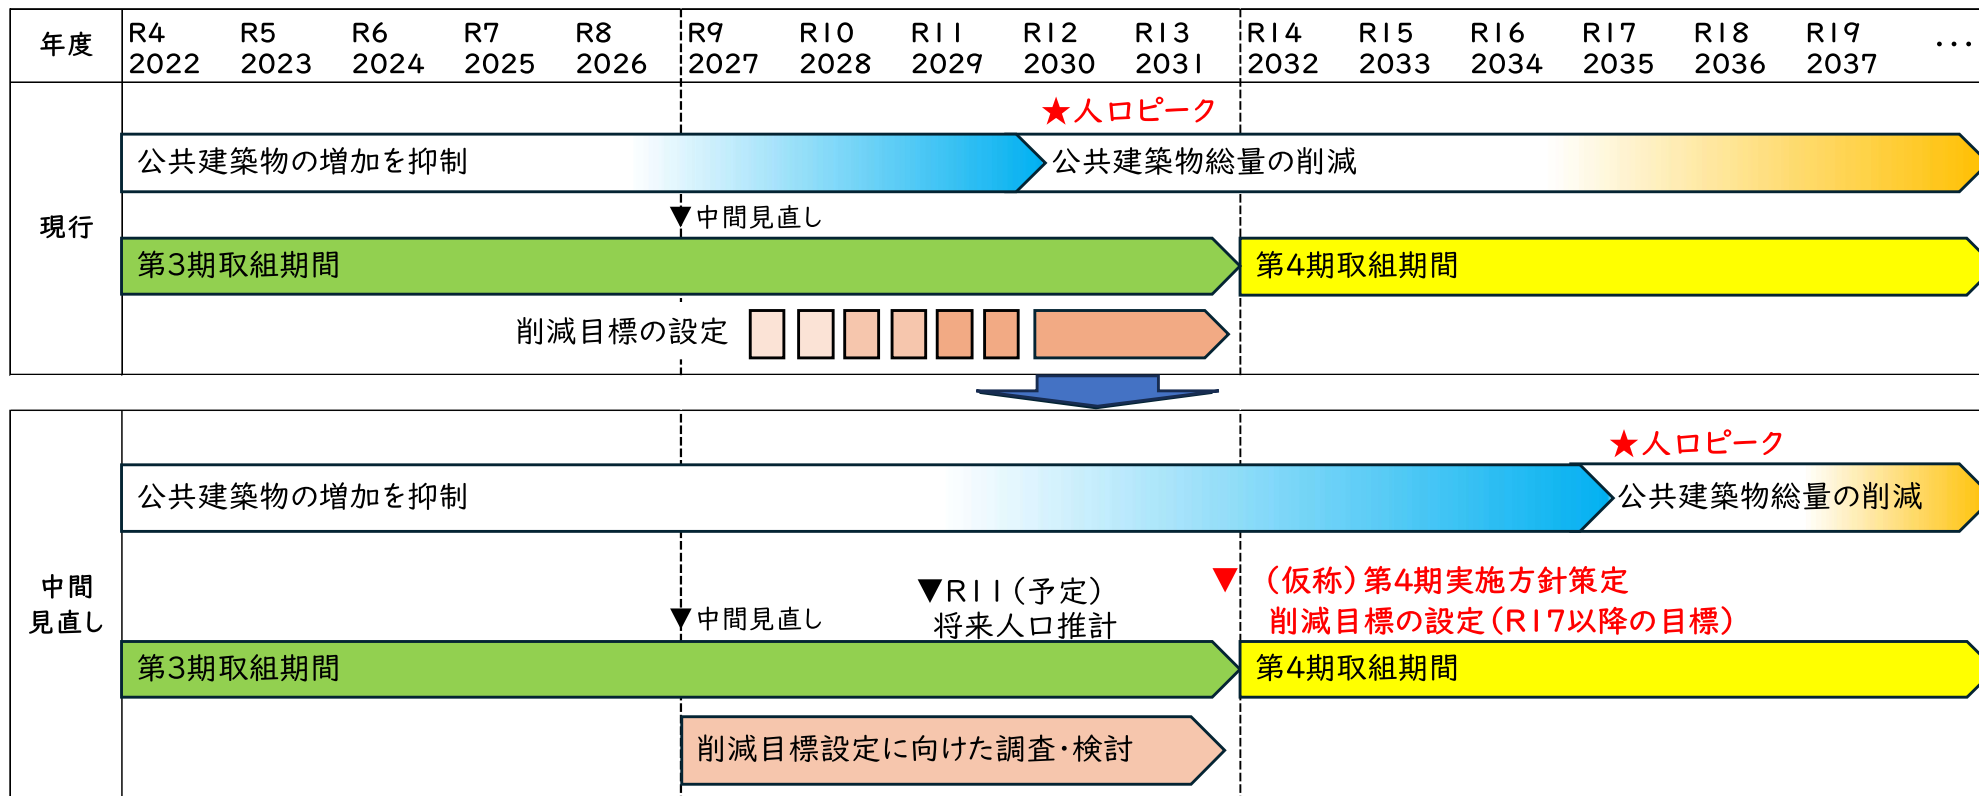 年度
R4 R5 R6 R7 R8 R9 R10 R11 R12 R13 R14 R15 R16 R17 R18 R19 ...
2022 2023 2024 2025 2026 2027 2028 2029 2030 2031 2032 2033 2034 2035 2036 2037
現行
★人口ピーク
公共建築物の増加を抑制 公共建築物総量の削減
▼中間見直し
第3期取組期間 第4期取組期間
削減目標の設定
中間
見直し
★人口ピーク
公共建築物の増加を抑制 公共建築物総量の削減
▼R11(予定)
将来人口推計
▼(仮称)第4期実施方針策定
削減目標の設定(R17以降の目標)
▼中間見直し
第3期取組期間 第4期取組期間
削減目標設定に向けた調査・検討